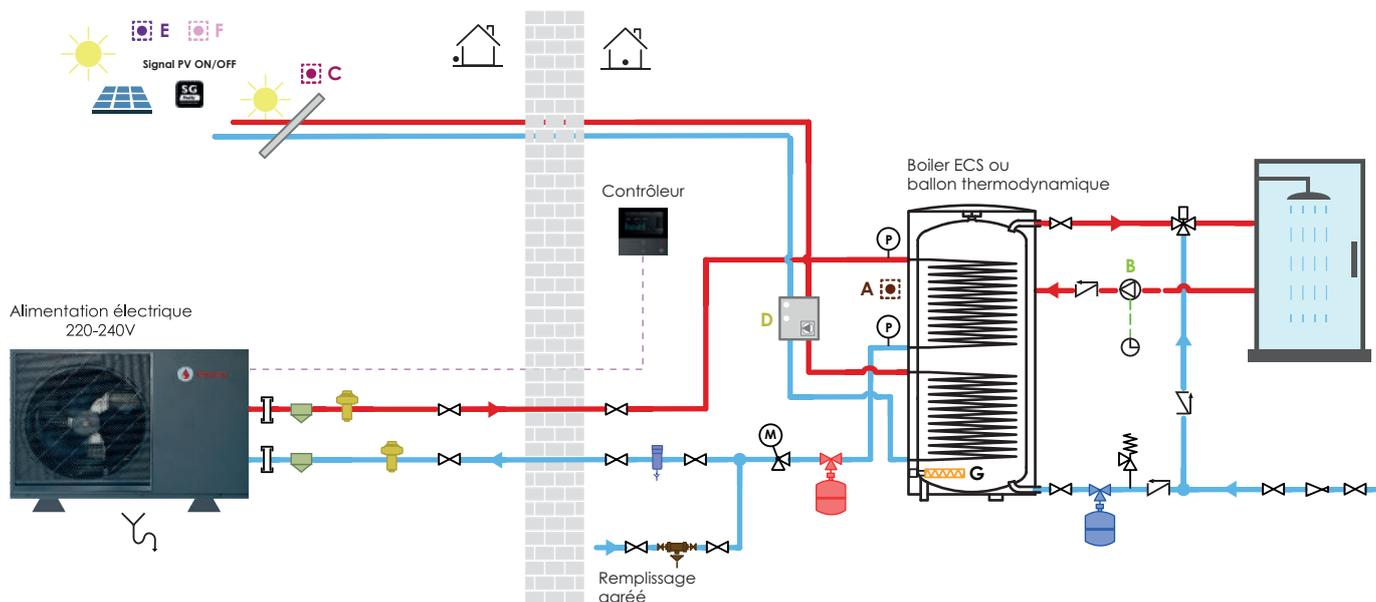 E
F
Signal PV ON/OFF
SG
C
Contrôleur
Boiler ECS ou
ballon thermodynamique
P
A
B
Alimentation électrique
220-240V
D
P
M
G
Remplissage
agréé